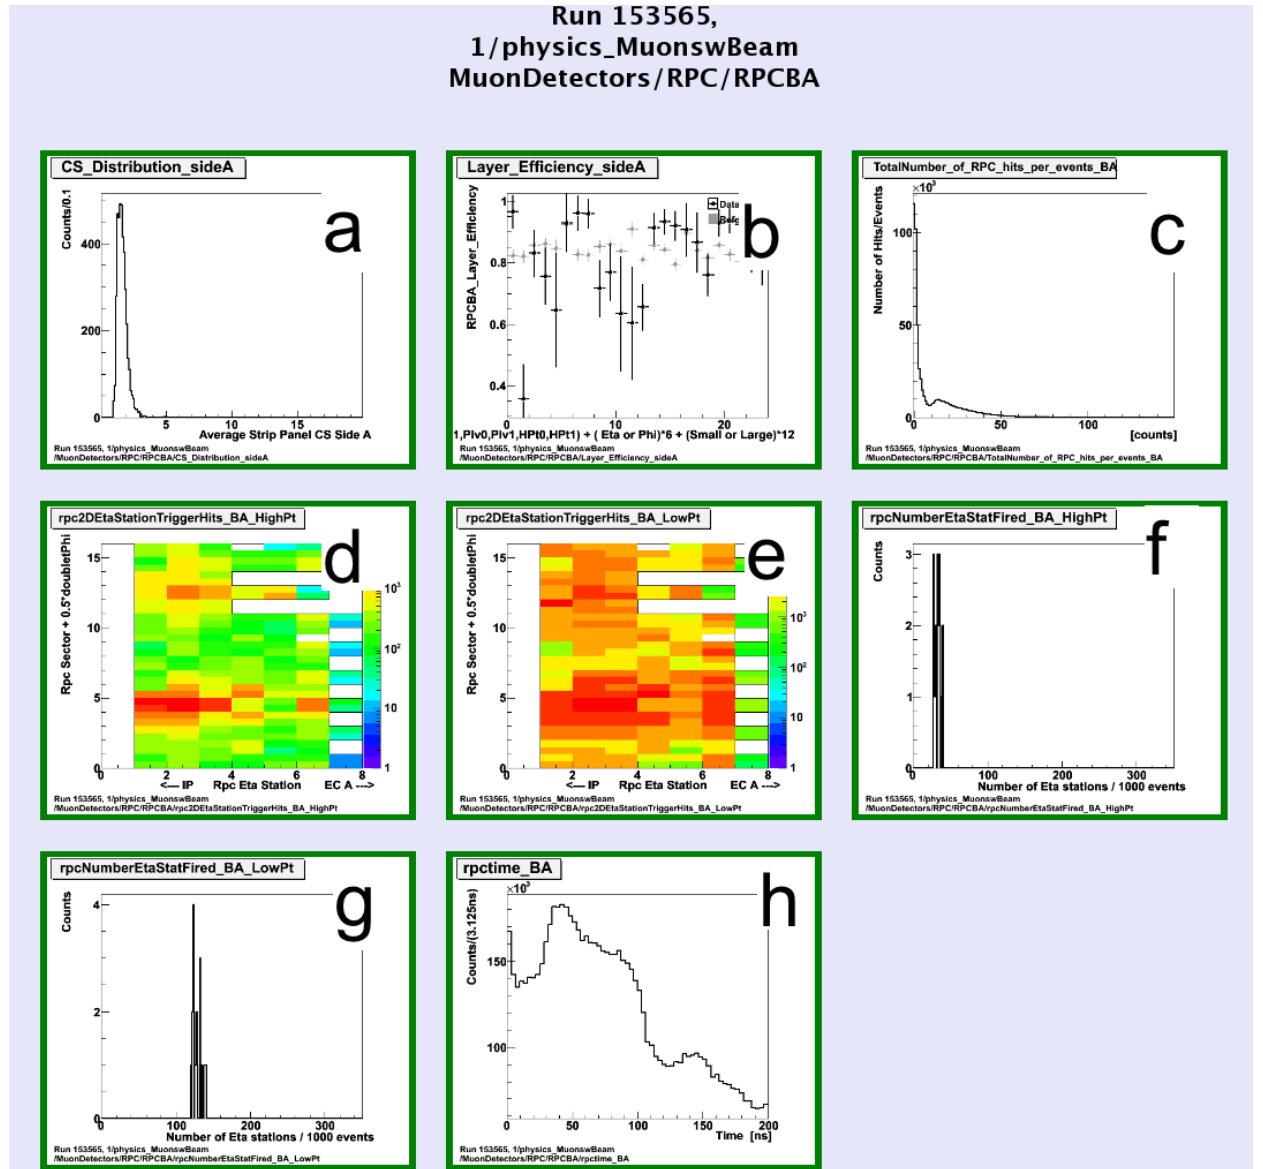 Run 153565,
1/physics_MuonswBeam
MuonDetectors/RPC/RPCBA
CS_Distribution_sideA
a
Counts/0.1
400
200
0
5 10 15
Average Strip Panel CS Side A
Run 153565, 1/physics_MuonswBeam
/MuonDetectors/RPC/RPCBA/CS_Distribution_sideA
Layer_Efficiency_sideA
b
Data
Refe
RPCBA_Layer_Efficiency
1
0.8
0.6
0.4
0 10 20
1,Plv0,Plv1,HPt0,HPt1) + ( Eta or Phi)*6 + (Small or Large)*12
Run 153565, 1/physics_MuonswBeam
/MuonDetectors/RPC/RPCBA/Layer_Efficiency_sideA
TotalNumber_of_RPC_hits_per_events_BA
×10³
c
Number of Hits/Events
100
50
0
0 50 100
[counts]
Run 153565, 1/physics_MuonswBeam
/MuonDetectors/RPC/RPCBA/TotalNumber_of_RPC_hits_per_events_BA
rpc2DEtaStationTriggerHits_BA_HighPt
d
Rpc Sector + 0.5*doubletPhi
15
10
5
0
0 2 4 6 8
<--- IP Rpc Eta Station EC A --->
10³
10²
10
1
Run 153565, 1/physics_MuonswBeam
/MuonDetectors/RPC/RPCBA/rpc2DEtaStationTriggerHits_BA_HighPt
rpc2DEtaStationTriggerHits_BA_LowPt
e
Rpc Sector + 0.5*doubletPhi
15
10
5
0
0 2 4 6 8
<--- IP Rpc Eta Station EC A --->
10³
10²
10
1
Run 153565, 1/physics_MuonswBeam
/MuonDetectors/RPC/RPCBA/rpc2DEtaStationTriggerHits_BA_LowPt
rpcNumberEtaStatFired_BA_HighPt
f
Counts
3
2
1
0
0 100 200 300
Number of Eta stations / 1000 events
Run 153565, 1/physics_MuonswBeam
/MuonDetectors/RPC/RPCBA/rpcNumberEtaStatFired_BA_HighPt
rpcNumberEtaStatFired_BA_LowPt
g
Counts
4
2
0
0 100 200 300
Number of Eta stations / 1000 events
Run 153565, 1/physics_MuonswBeam
/MuonDetectors/RPC/RPCBA/rpcNumberEtaStatFired_BA_LowPt
rpctime_BA
×10³
h
Counts/(3.125ns)
150
100
0 50 100 150 200
Time [ns]
Run 153565, 1/physics_MuonswBeam
/MuonDetectors/RPC/RPCBA/rpctime_BA